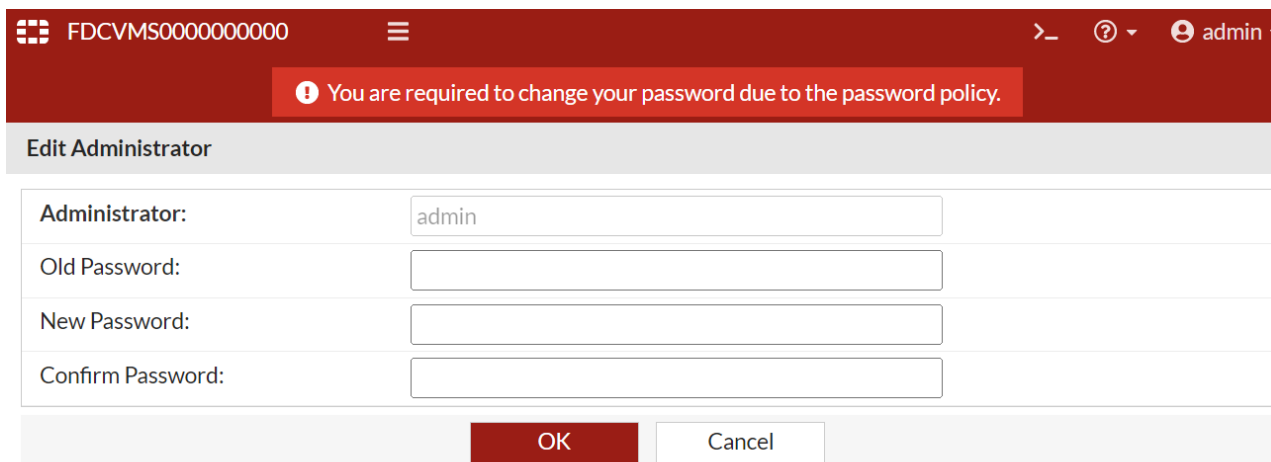 FDCVMS0000000000 admin
You are required to change your password due to the password policy.
Edit Administrator
Administrator: admin
Old Password:
New Password:
Confirm Password:
OK Cancel